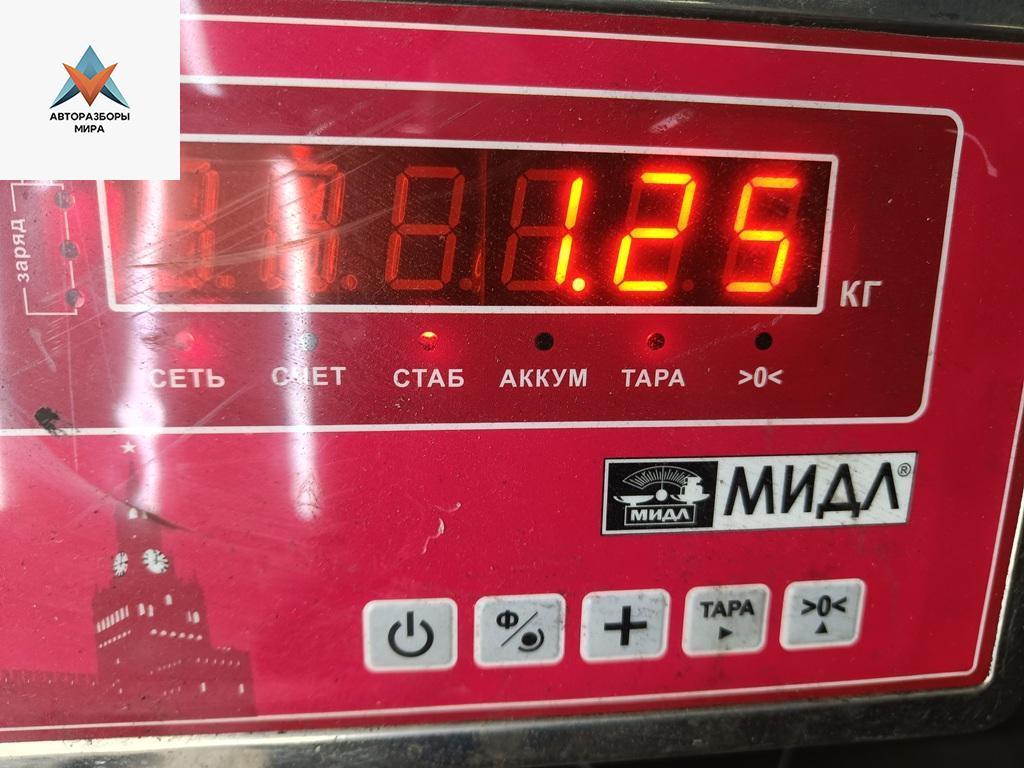 АВТОРАЗБОРЫ
МИРА
заряд
1.25
КГ
СЕТЬ СЧЕТ СТАБ АККУМ ТАРА >0<
МИДЛ МИДЛ®
Ф ТАРА >0<